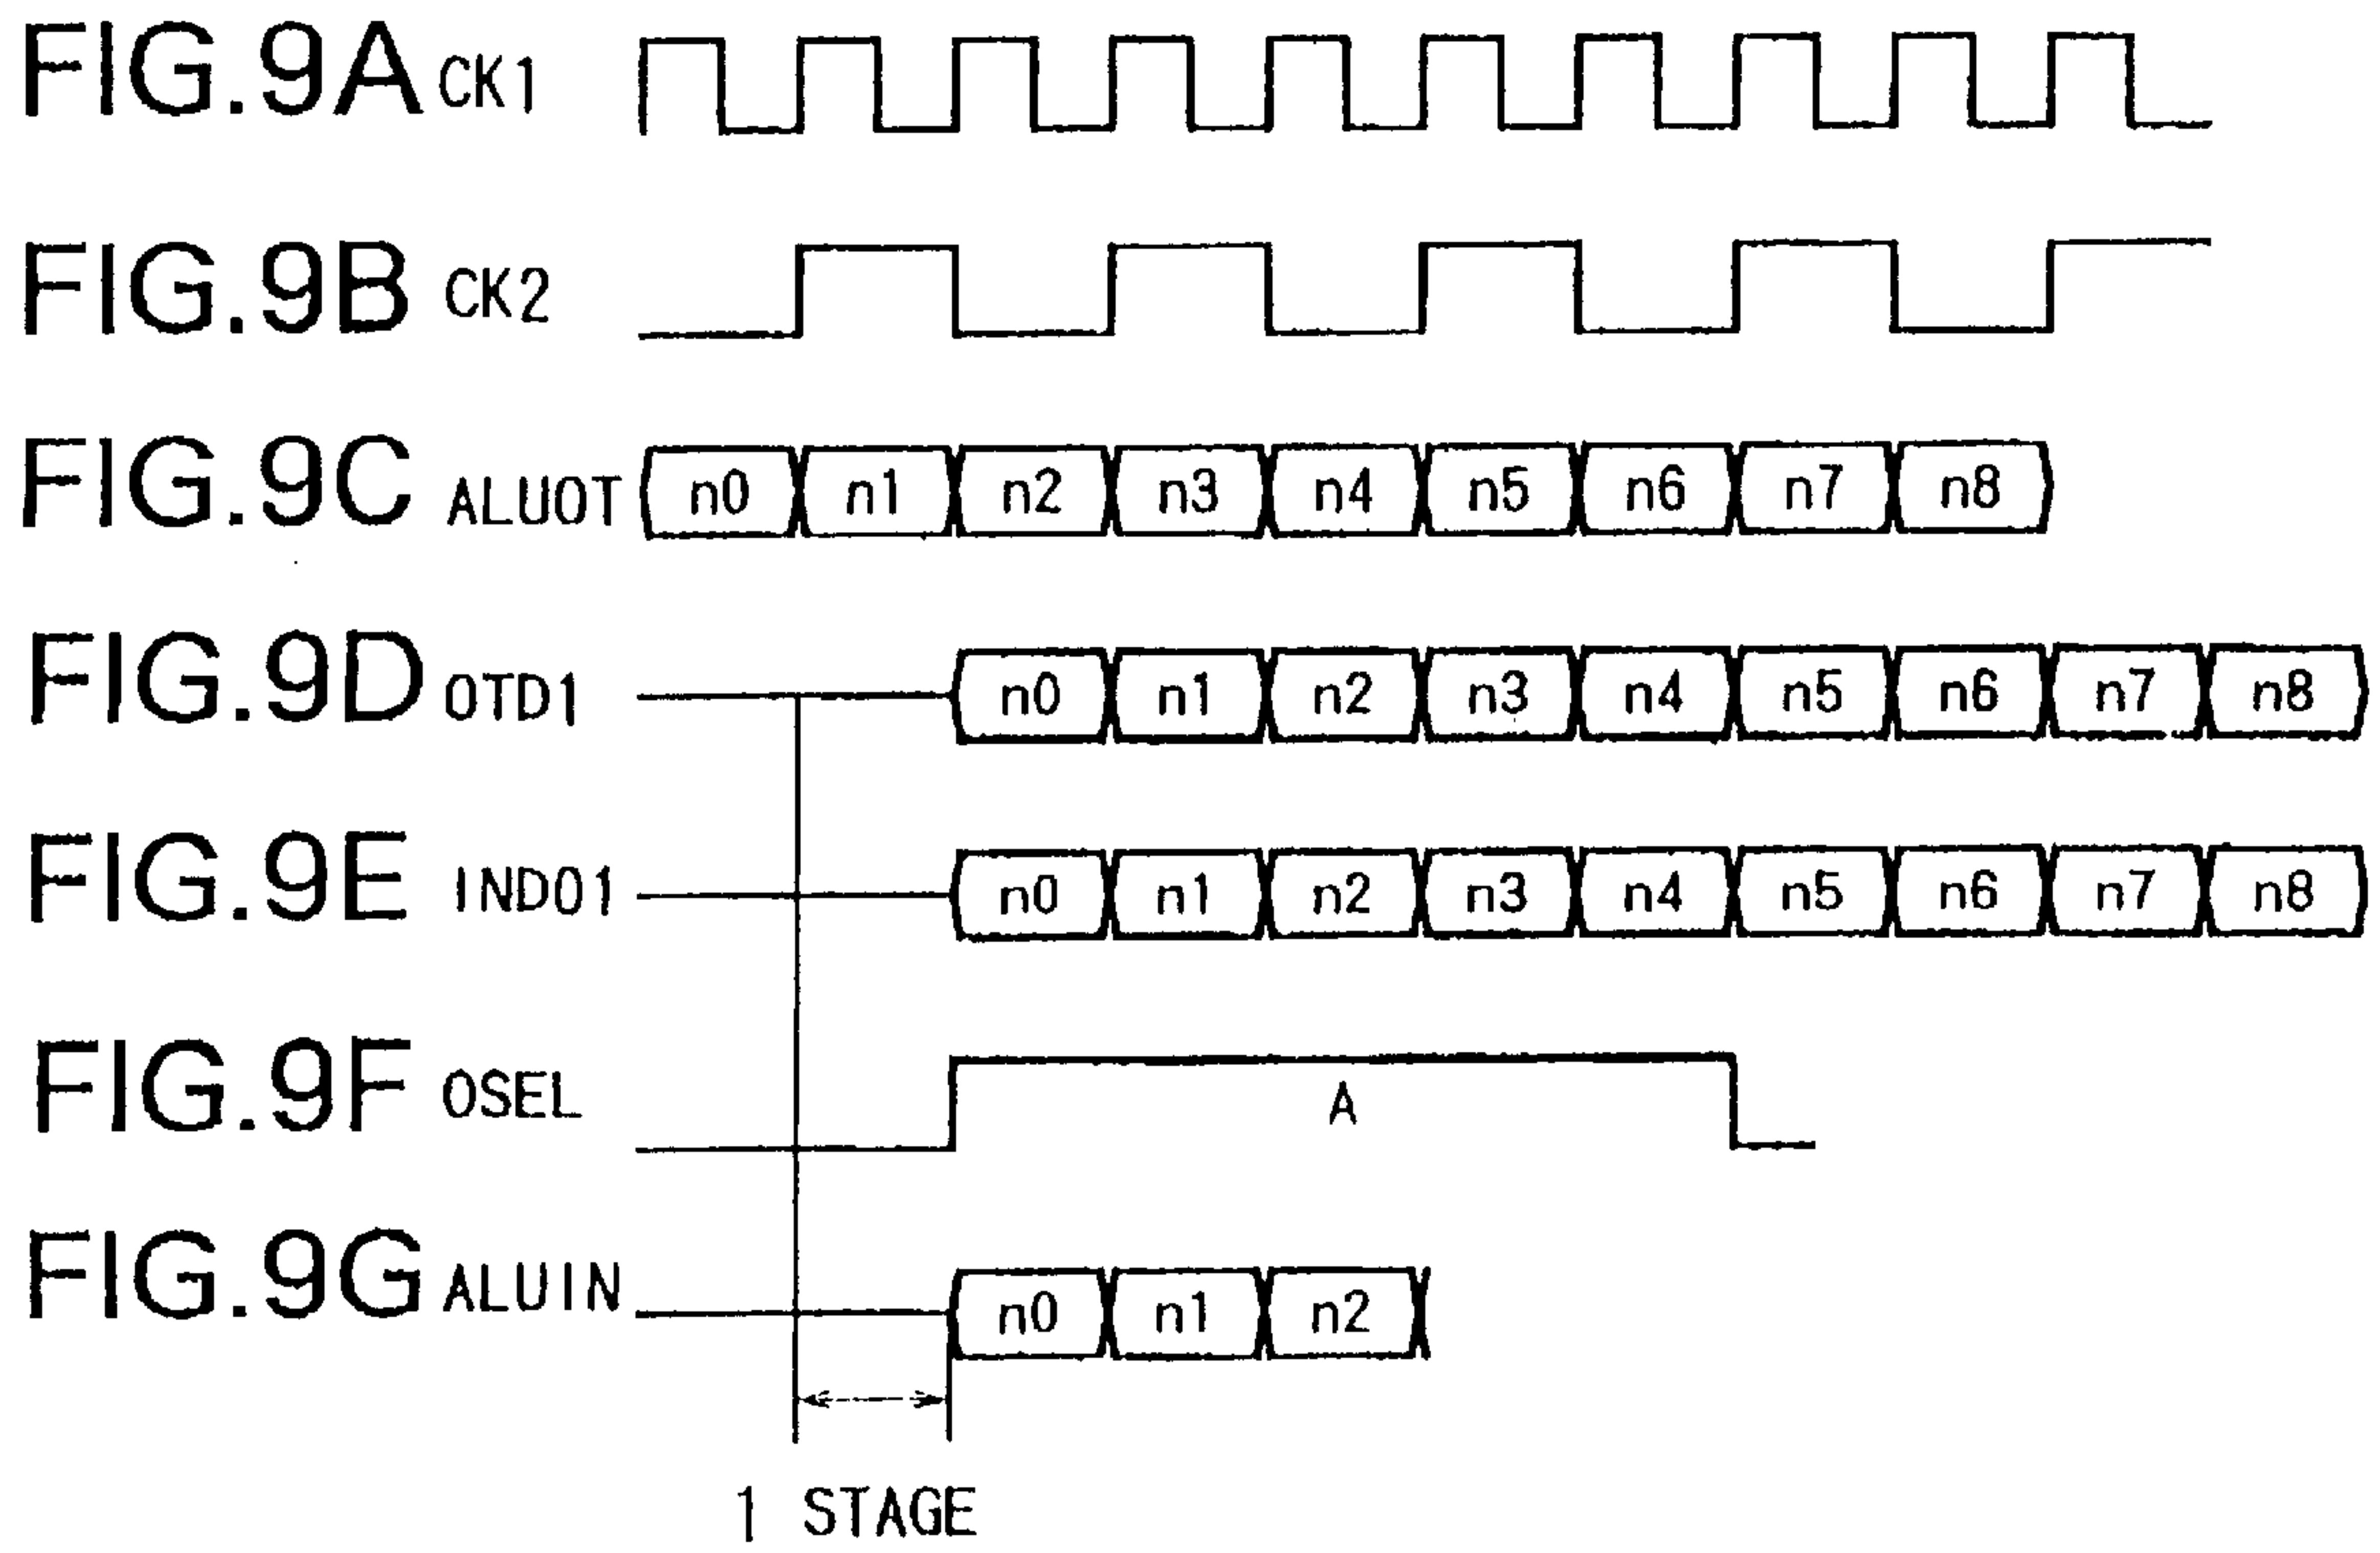 FIG.9A CK1
FIG.9B CK2
FIG.9C ALUOT n0 n1 n2 n3 n4 n5 n6 n7 n8
FIG.9D OTD1 n0 n1 n2 n3 n4 n5 n6 n7 n8
FIG.9E INDO1 n0 n1 n2 n3 n4 n5 n6 n7 n8
FIG.9F OSEL A
FIG.9G ALUIN n0 n1 n2
1 STAGE